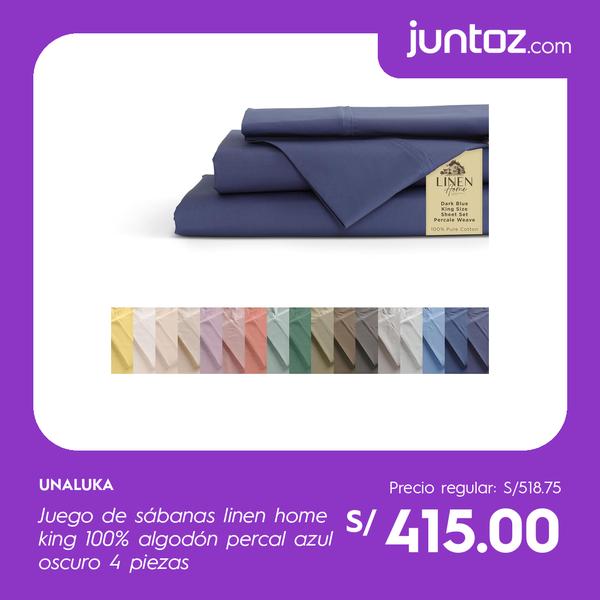 juntoz.com
LINEN
Home
Dark Blue
King Size
Sheet Set
Percale Weave
100% Pure Cotton
UNALUKA
Juego de sábanas linen home
king 100% algodón percal azul
oscuro 4 piezas
Precio regular: S/518.75
S/ 415.00